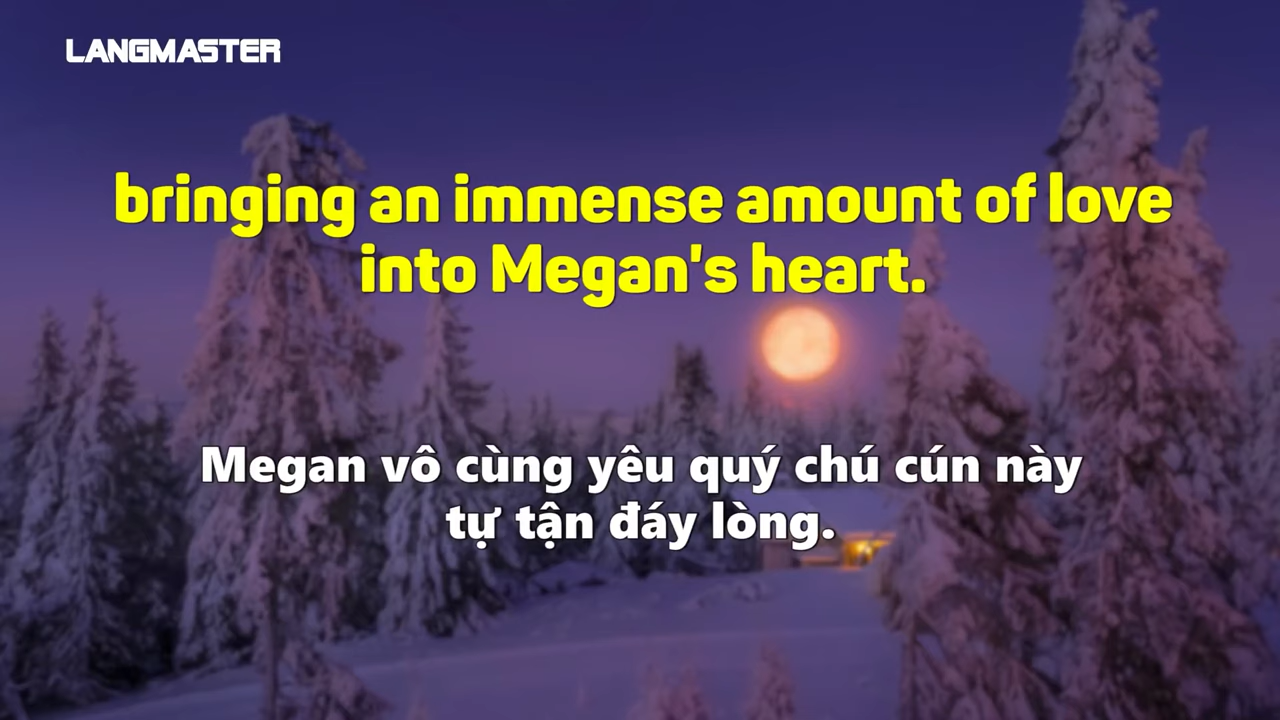 LANGMASTER
bringing an immense amount of love
into Megan's heart.
Megan vô cùng yêu quý chú cún này
tự tận đáy lòng.